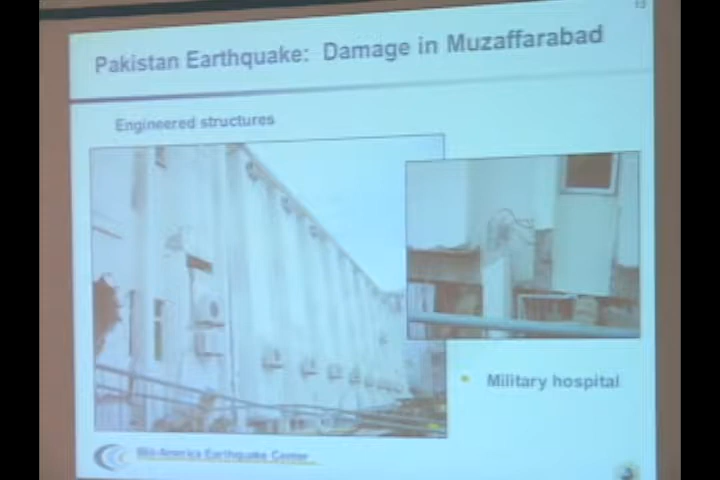 Pakistan Earthquake: Damage in Muzaffarabad
Engineered structures
Military hospital
Mid-America Earthquake Center